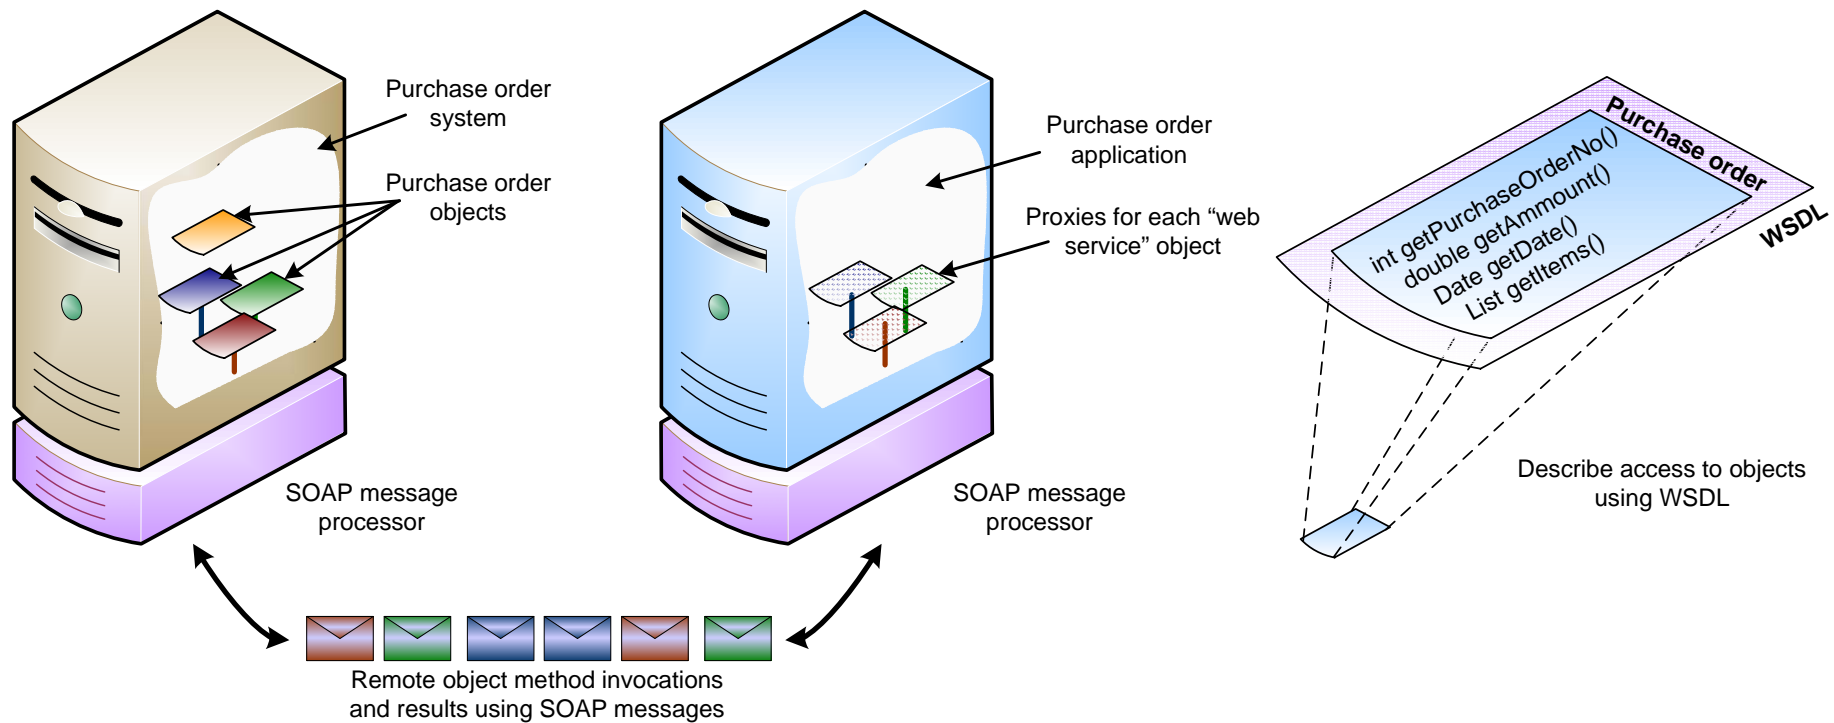 Purchase order
system
Purchase order
objects
SOAP message
processor
Purchase order
application
Proxies for each “web
service” object
SOAP message
processor
Remote object method invocations
and results using SOAP messages
Purchase order
WSDL
int getPurchaseOrderNo()
double getAmmount()
Date getDate()
List getItems()
Describe access to objects
using WSDL